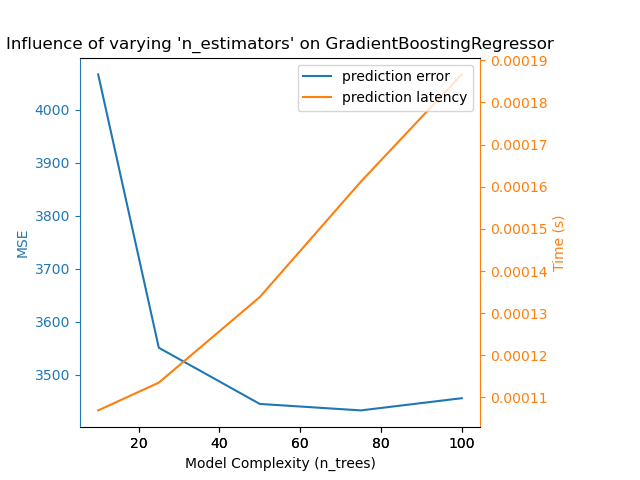 Influence of varying 'n_estimators' on GradientBoostingRegressor
prediction error
prediction latency
MSE
4000
3900
3800
3700
3600
3500
0.00019
0.00018
0.00017
0.00016
0.00015
0.00014
0.00013
0.00012
0.00011
Time (s)
20 40 60 80 100
Model Complexity (n_trees)